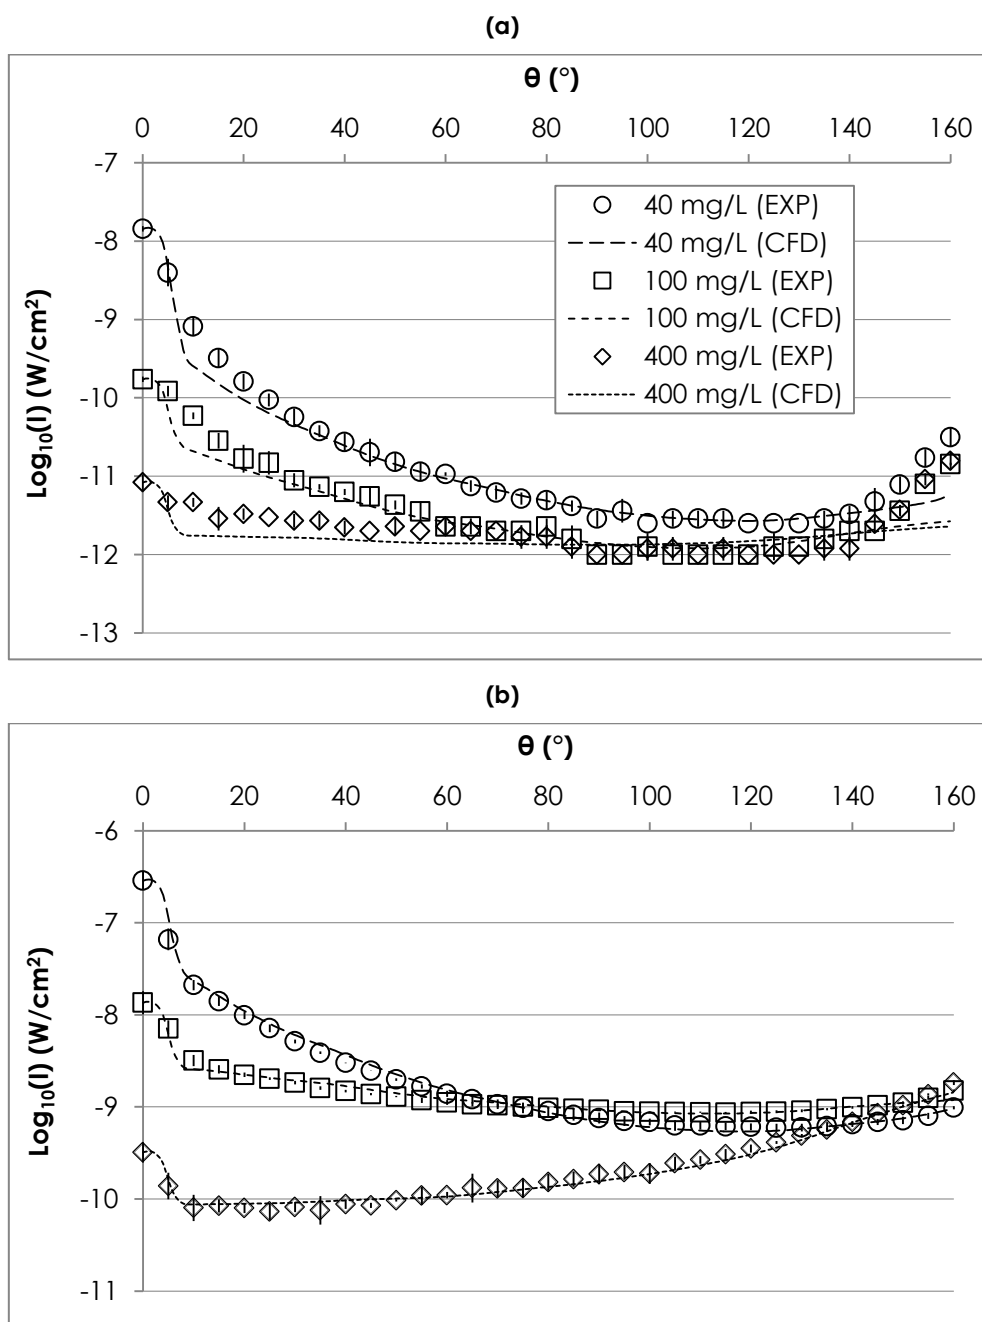 (a)
θ (°)
0 20 40 60 80 100 120 140 160
-7
-8
-9
-10
-11
-12
-13
Log10(I) (W/cm2)
40 mg/L (EXP)
40 mg/L (CFD)
100 mg/L (EXP)
100 mg/L (CFD)
400 mg/L (EXP)
400 mg/L (CFD)
(b)
θ (°)
0 20 40 60 80 100 120 140 160
-6
-7
-8
-9
-10
-11
Log10(I) (W/cm2)